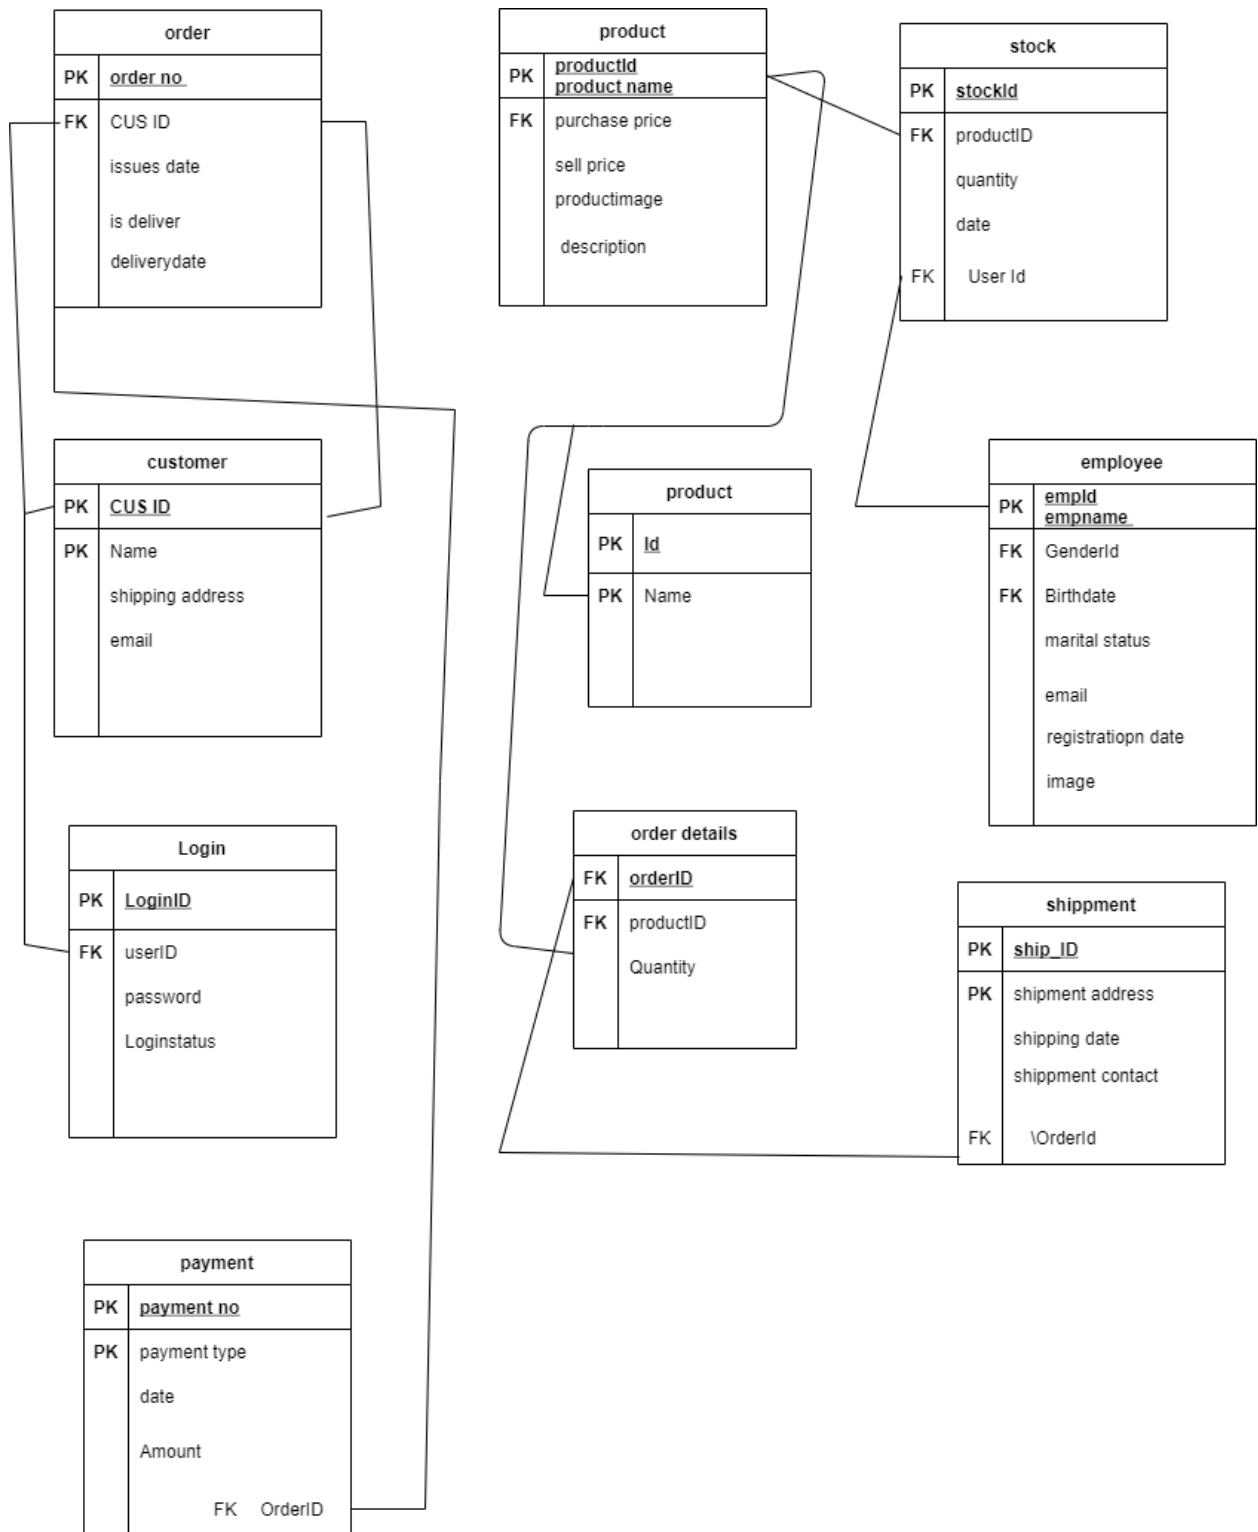 order
PK order no
FK CUS ID
issues date
is deliver
deliverydate
product
PK productId
product name
FK purchase price
sell price
productimage
description
stock
PK stockId
FK productID
quantity
date
FK User Id
customer
PK CUS ID
PK Name
shipping address
email
product
PK Id
PK Name
employee
PK empId
empname
FK GenderId
FK Birthdate
marital status
email
registratiopn date
image
Login
PK LoginID
FK userID
password
Loginstatus
order details
FK orderID
FK productID
Quantity
shippment
PK ship_ID
PK shipment address
shipping date
shippment contact
FK \OrderId
payment
PK payment no
PK payment type
date
Amount
FK OrderID